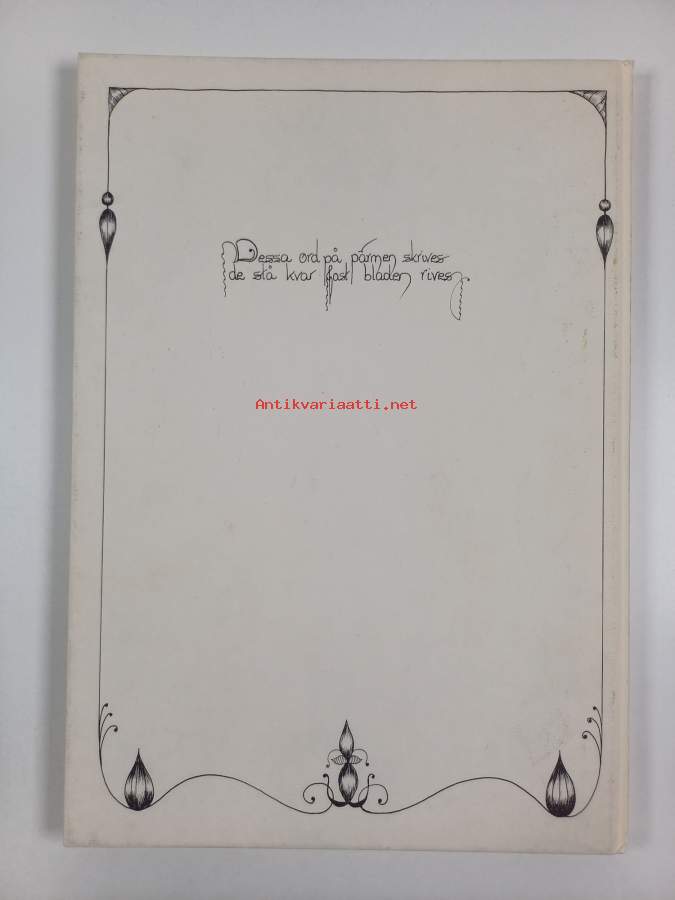 Dessa ord på pärmen skrives
de stå kvar fast bladen rives
Antikvariaatti.net